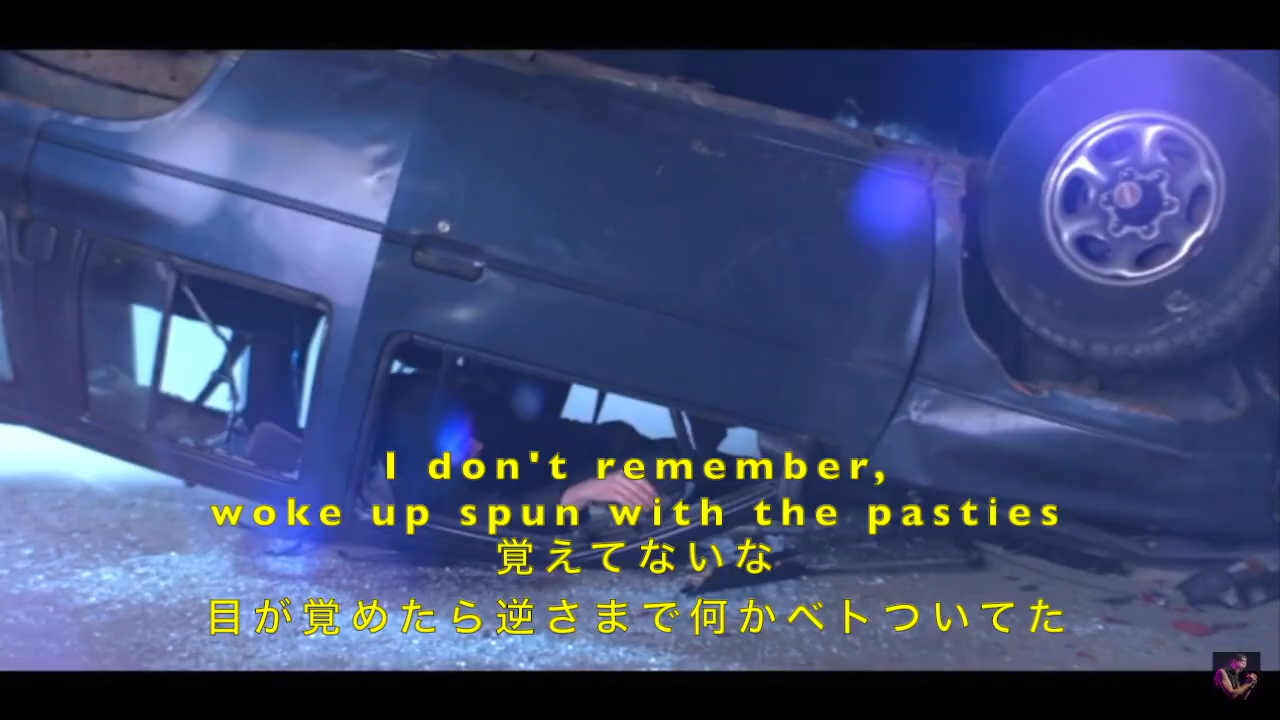 I don't remember,
woke up spun with the pasties
覚えてないな
目が覚めたら逆さまで何かベトついてた